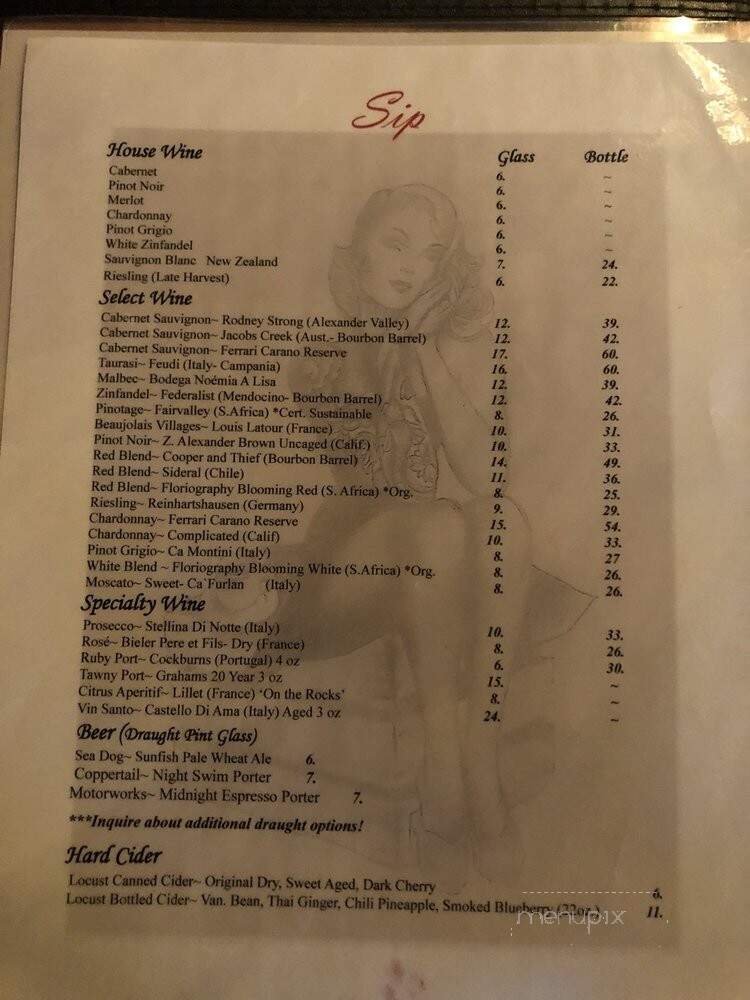 Sip
House Wine Glass Bottle
Cabernet 6. ~
Pinot Noir 6. ~
Merlot 6. ~
Chardonnay 6. ~
Pinot Grigio 6. ~
White Zinfandel 6. ~
Sauvignon Blanc New Zealand 7. 24.
Riesling (Late Harvest) 6. 22.
Select Wine
Cabernet Sauvignon~ Rodney Strong (Alexander Valley) 12. 39.
Cabernet Sauvignon~ Jacobs Creek (Aust.- Bourbon Barrel) 12. 42.
Cabernet Sauvignon~ Ferrari Carano Reserve 17. 60.
Taurasi~ Feudi (Italy- Campania) 16. 60.
Malbec~ Bodega Noémia A Lisa 12. 39.
Zinfandel~ Federalist (Mendocino- Bourbon Barrel) 12. 42.
Pinotage~ Fairvalley (S.Africa) *Cert. Sustainable 8. 26.
Beaujolais Villages~ Louis Latour (France) 10. 31.
Pinot Noir~ Z. Alexander Brown Uncaged (Calif.) 10. 33.
Red Blend~ Cooper and Thief (Bourbon Barrel) 14. 49.
Red Blend~ Sideral (Chile) 11. 36.
Red Blend~ Floriography Blooming Red (S. Africa) *Org. 8. 25.
Riesling~ Reinhartshausen (Germany) 9. 29.
Chardonnay~ Ferrari Carano Reserve 15. 54.
Chardonnay~ Complicated (Calif) 10. 33.
Pinot Grigio~ Ca Montini (Italy) 8. 27
White Blend ~ Floriography Blooming White (S.Africa) *Org. 8. 26.
Moscato~ Sweet- Ca`Furlan (Italy) 8. 26.
Specialty Wine
Prosecco~ Stellina Di Notte (Italy) 10. 33.
Rosé~ Bieler Pere et Fils- Dry (France) 8. 26.
Ruby Port~ Cockburns (Portugal) 4 oz 6. 30.
Tawny Port~ Grahams 20 Year 3 oz 15. ~
Citrus Aperitif~ Lillet (France) 'On the Rocks' 8. ~
Vin Santo~ Castello Di Ama (Italy) Aged 3 oz 24. ~
Beer (Draught Pint Glass)
Sea Dog~ Sunfish Pale Wheat Ale 6.
Coppertail~ Night Swim Porter 7.
Motorworks~ Midnight Espresso Porter 7.
***Inquire about additional draught options!
Hard Cider
Locust Canned Cider~ Original Dry, Sweet Aged, Dark Cherry 6.
Locust Bottled Cider~ Van. Bean, Thai Ginger, Chili Pineapple, Smoked Blueberry (22oz.) 11.
menupix